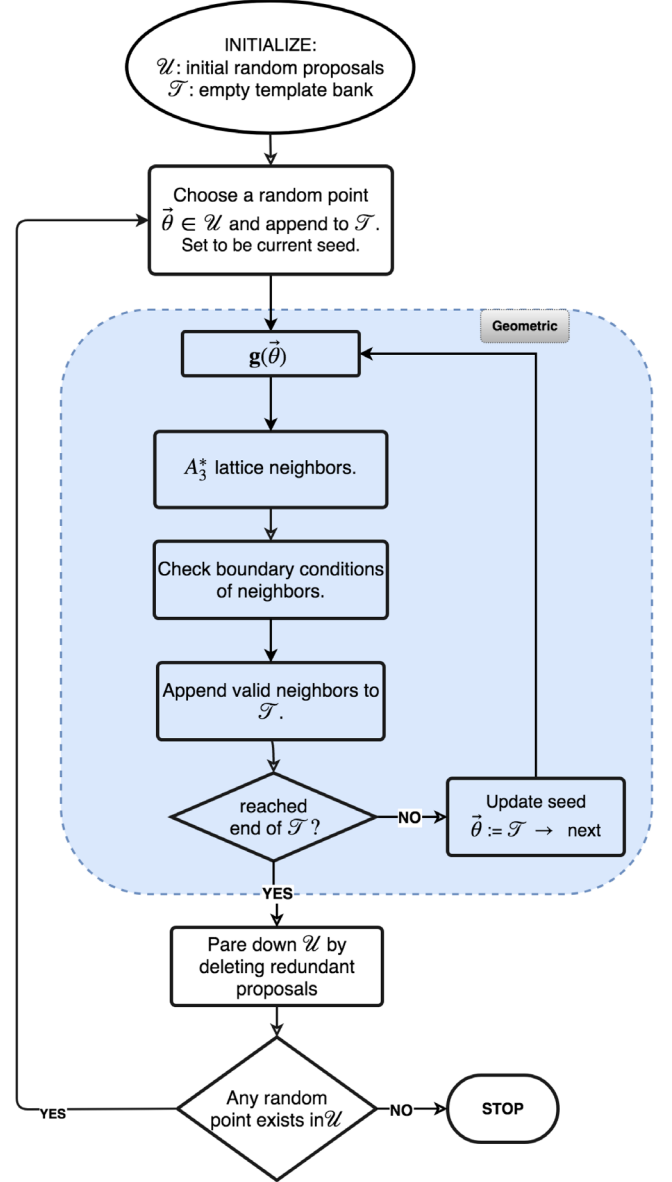 INITIALIZE:
𝒰: initial random proposals
𝒯: empty template bank
Choose a random point
θ⃗ ∈ 𝒰 and append to 𝒯.
Set to be current seed.
Geometric
g(θ⃗)
A₃* lattice neighbors.
Check boundary conditions
of neighbors.
Append valid neighbors to
𝒯.
reached
end of 𝒯?
NO
Update seed
θ⃗ := 𝒯 → next
YES
Pare down 𝒰 by
deleting redundant
proposals
Any random
point exists in𝒰
YES
NO
STOP